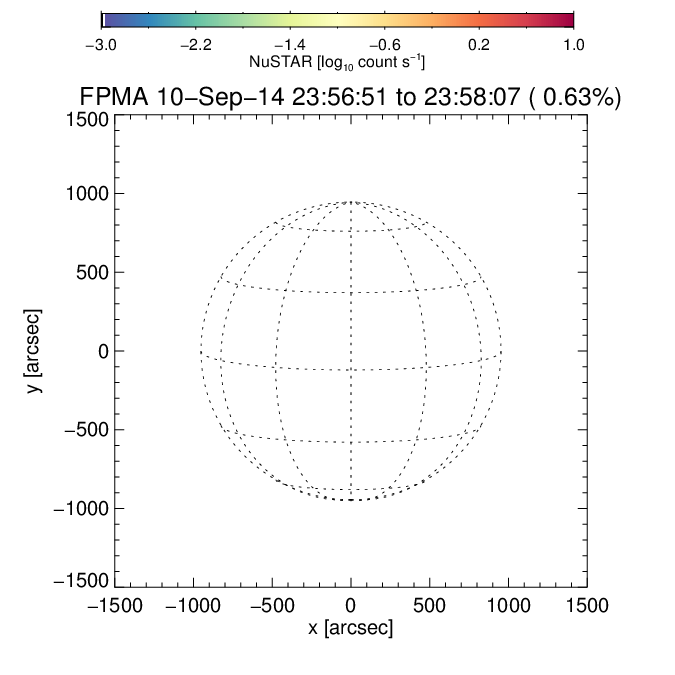 −3.0 −2.2 −1.4 −0.6 0.2 1.0
NuSTAR [log₁₀ count s⁻¹]
FPMA 10−Sep−14 23:56:51 to 23:58:07 ( 0.63%)
1500
1000
500
0
−500
−1000
−1500
y [arcsec]
−1500 −1000 −500 0 500 1000 1500
x [arcsec]